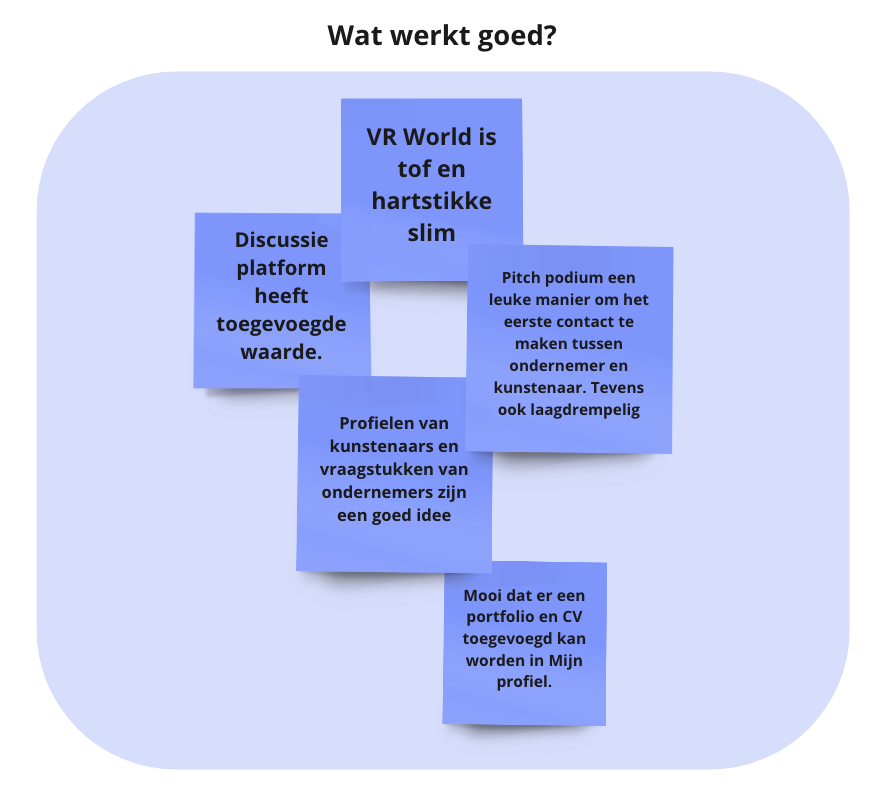 Wat werkt goed?
VR World is
tof en
hartstikke
slim
Discussie
platform
heeft
toegevoegde
waarde.
Pitch podium een
leuke manier om het
eerste contact te
maken tussen
ondernemer en
kunstenaar. Tevens
ook laagdrempelig
Profielen van
kunstenaars en
vraagstukken van
ondernemers zijn
een goed idee
Mooi dat er een
portfolio en CV
toegevoegd kan
worden in Mijn
profiel.